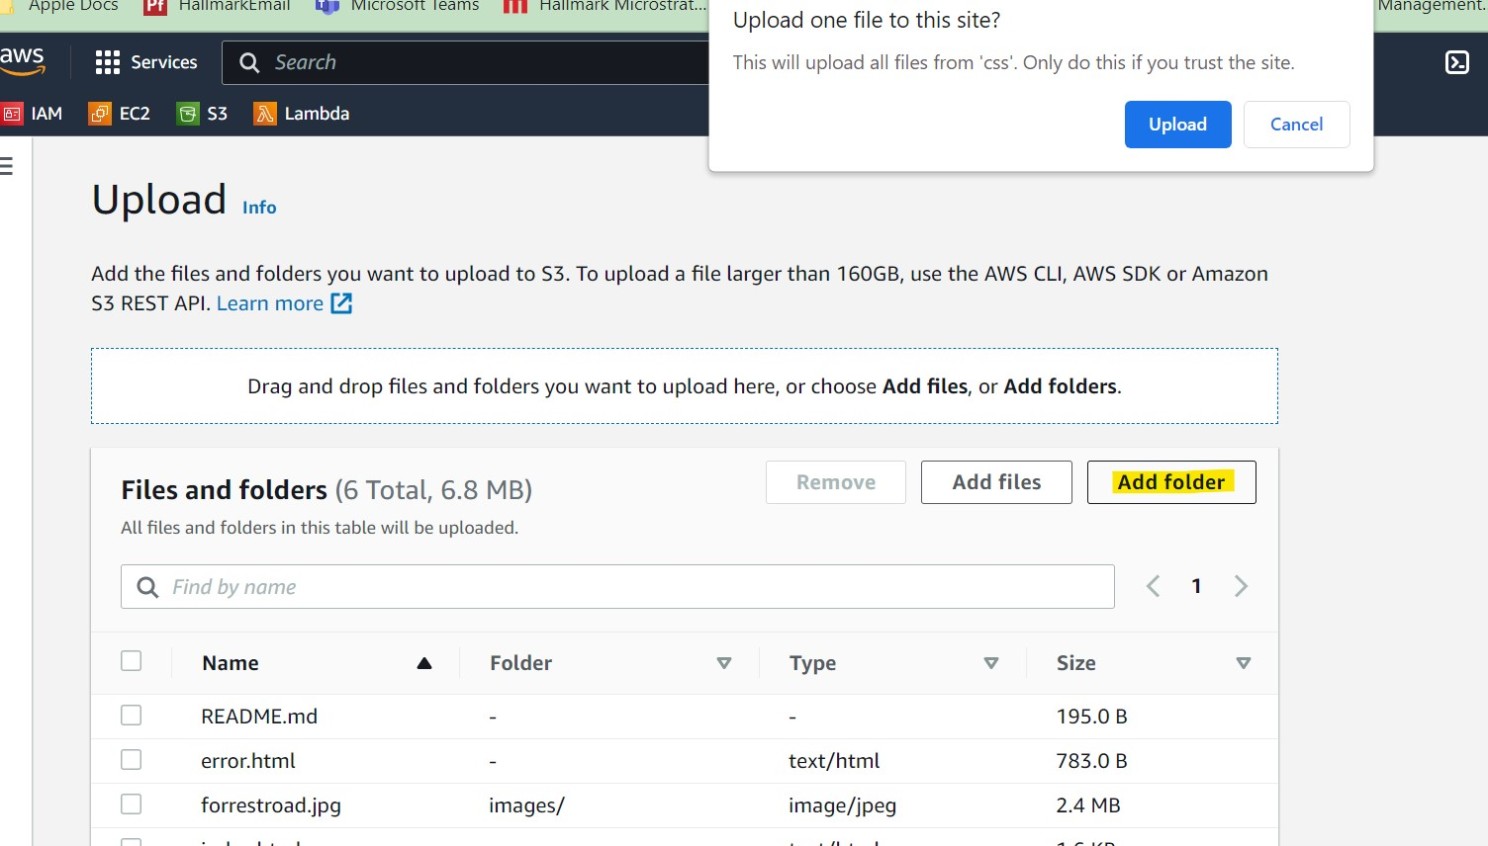 Apple Docs Pf HallmarkEmail Microsoft Teams m Hallmark Microstrat... Management.
Upload one file to this site?
This will upload all files from 'css'. Only do this if you trust the site.
Upload Cancel
aws Services Search
IAM EC2 S3 Lambda
Upload Info
Add the files and folders you want to upload to S3. To upload a file larger than 160GB, use the AWS CLI, AWS SDK or Amazon
S3 REST API. Learn more
Drag and drop files and folders you want to upload here, or choose Add files, or Add folders.
Files and folders (6 Total, 6.8 MB)
Remove Add files Add folder
All files and folders in this table will be uploaded.
Find by name
1
Name Folder Type Size
README.md - - 195.0 B
error.html - text/html 783.0 B
forrestroad.jpg images/ image/jpeg 2.4 MB